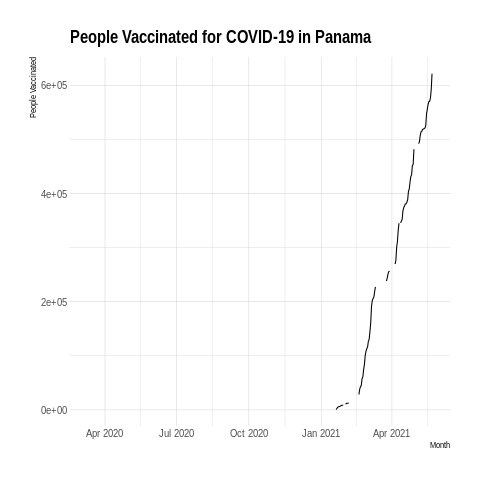 People Vaccinated for COVID-19 in Panama
People Vaccinated
6e+05
4e+05
2e+05
0e+00
Apr 2020 Jul 2020 Oct 2020 Jan 2021 Apr 2021
Month